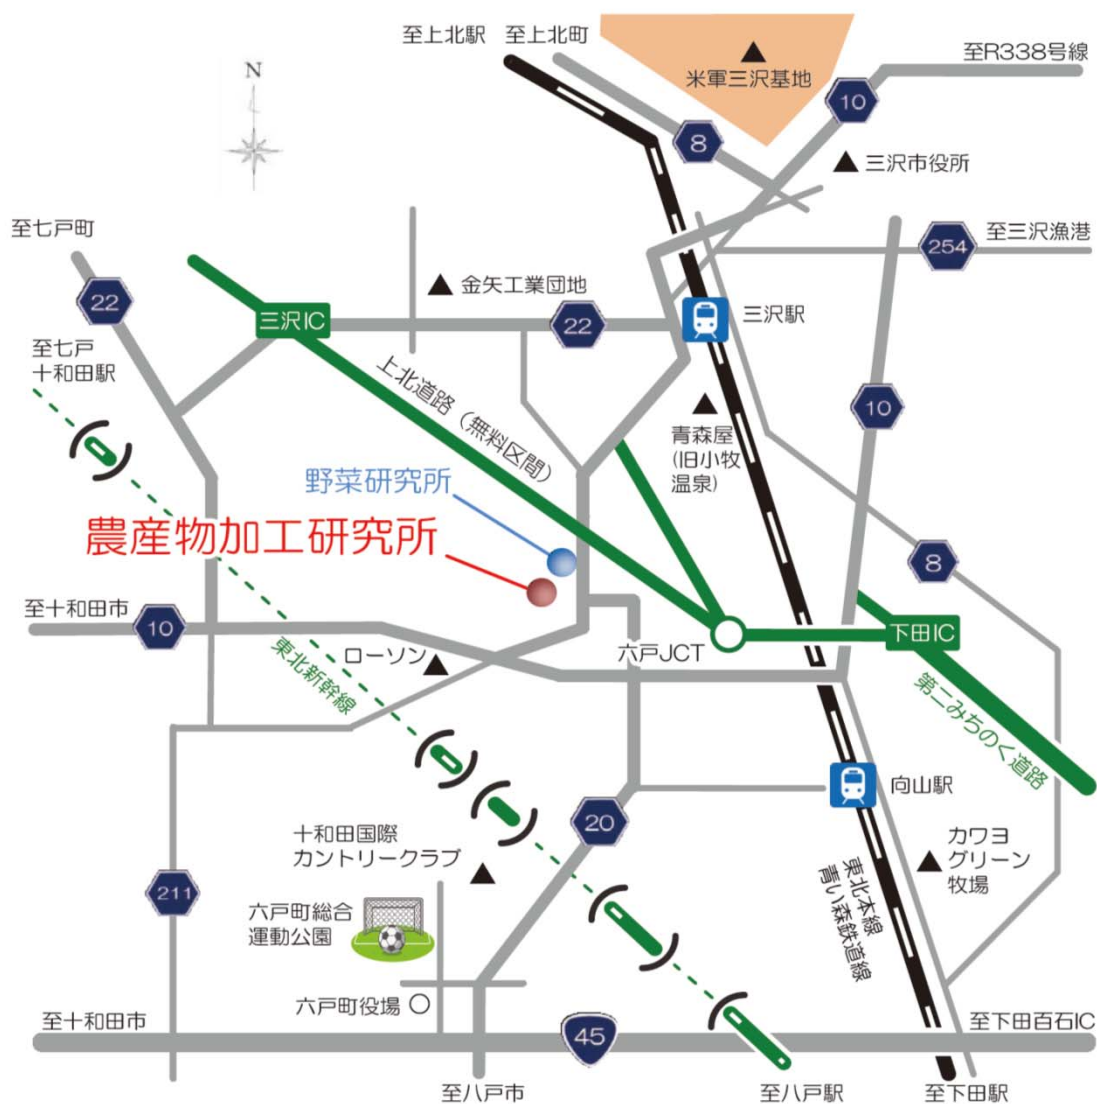 至上北駅
至上北町
米軍三沢基地
至R338号線
10
N
8
三沢市役所
至七戸町
254
至三沢漁港
22
金矢工業団地
三沢IC
22
三沢駅
至七戸
十和田駅
上北道路（無料区間）
10
青森屋
(旧小牧
温泉)
野菜研究所
農産物加工研究所
8
至十和田市
10
ローソン
六戸JCT
下田IC
東北新幹線
第二みちのく道路
向山駅
20
十和田国際
カントリークラブ
カワヨ
グリーン
牧場
211
六戸町総合
運動公園
東北本線
青い森鉄道線
六戸町役場
至十和田市
45
至下田百石IC
至八戸市
至八戸駅
至下田駅